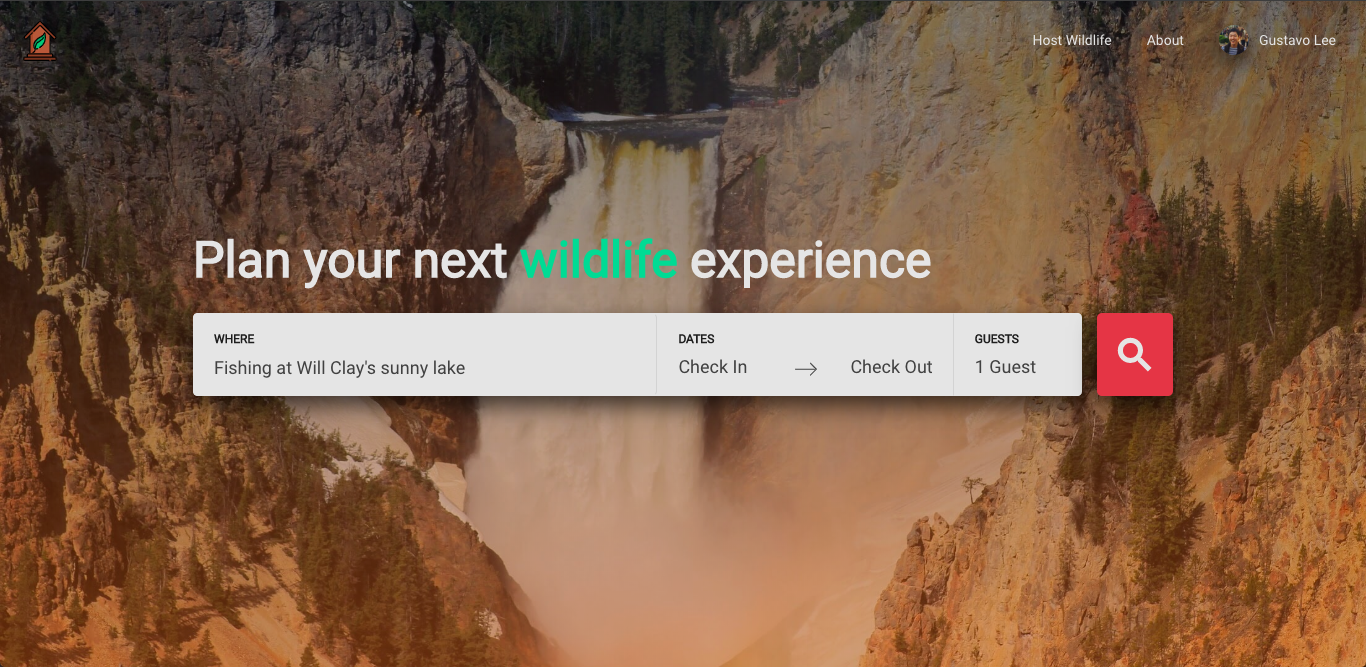 Host Wildlife About Gustavo Lee
Plan your next wildlife experience
WHERE DATES GUESTS
Fishing at Will Clay's sunny lake Check In → Check Out 1 Guest